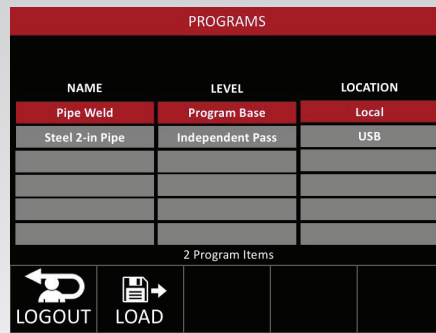 PROGRAMS
NAME LEVEL LOCATION
Pipe Weld Program Base Local
Steel 2-in Pipe Independent Pass USB
2 Program Items
LOGOUT LOAD